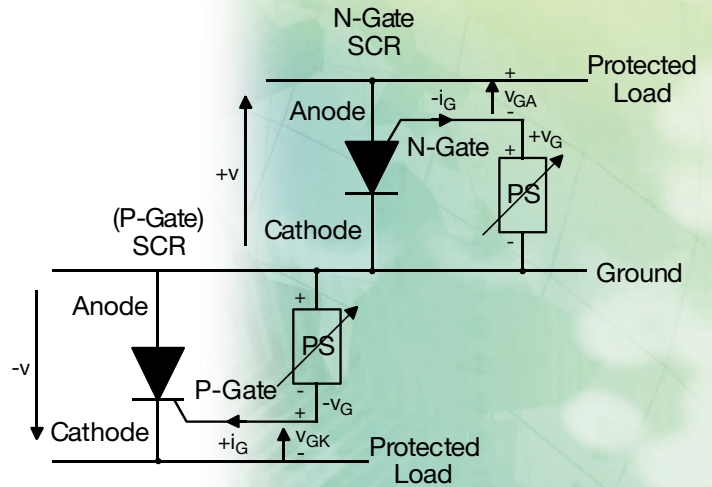 N-Gate
SCR
+
Protected
Load
-iG
vGA
-
Anode
+vG
N-Gate
+
+v
PS
(P-Gate)
SCR
Cathode
-
Ground
Anode
+
-v
PS
P-Gate
-
-vG
+
Cathode
+iG
vGK
-
Protected
Load